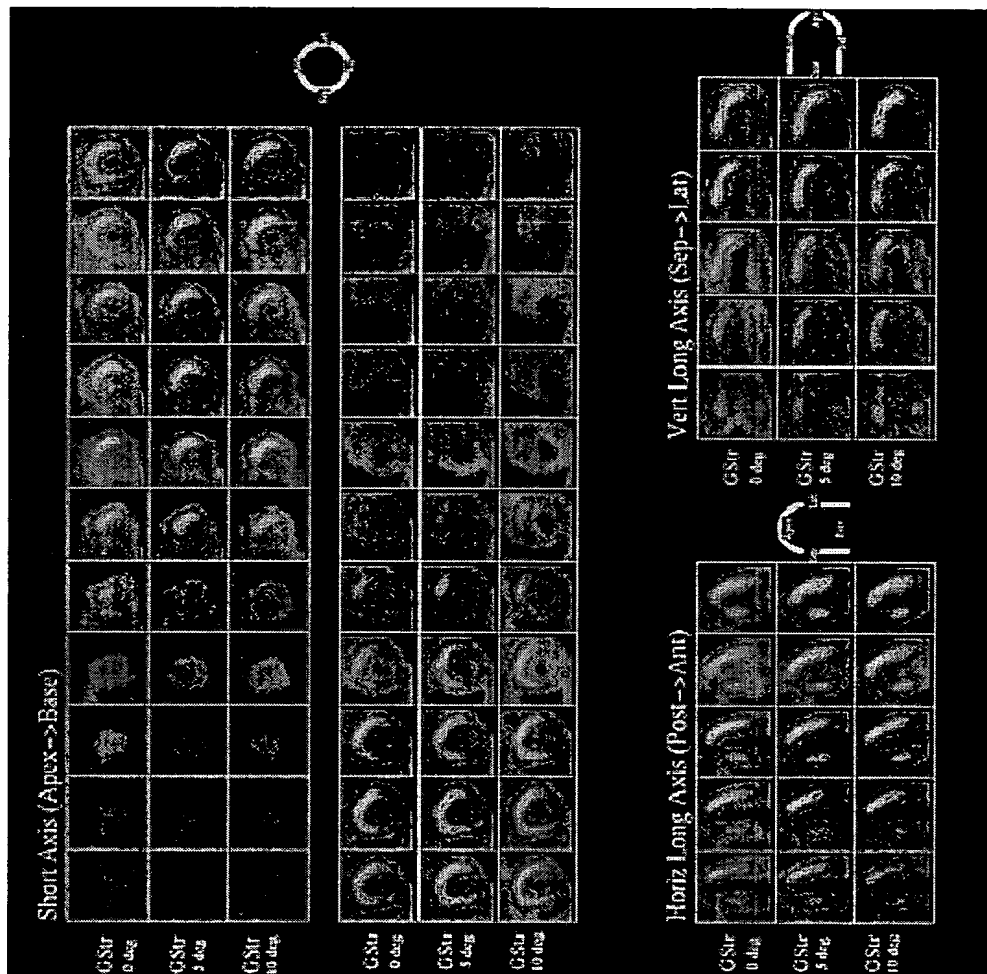 Short Axis (Apex->Base)
GStr
0 deg
GStr
5 deg
GStr
10 deg
GStr
0 deg
GStr
5 deg
GStr
10 deg
Horiz Long Axis (Post->Ant)
GStr
0 deg
GStr
5 deg
GStr
10 deg
Vert Long Axis (Sep->Lat)
GStr
0 deg
GStr
5 deg
GStr
10 deg